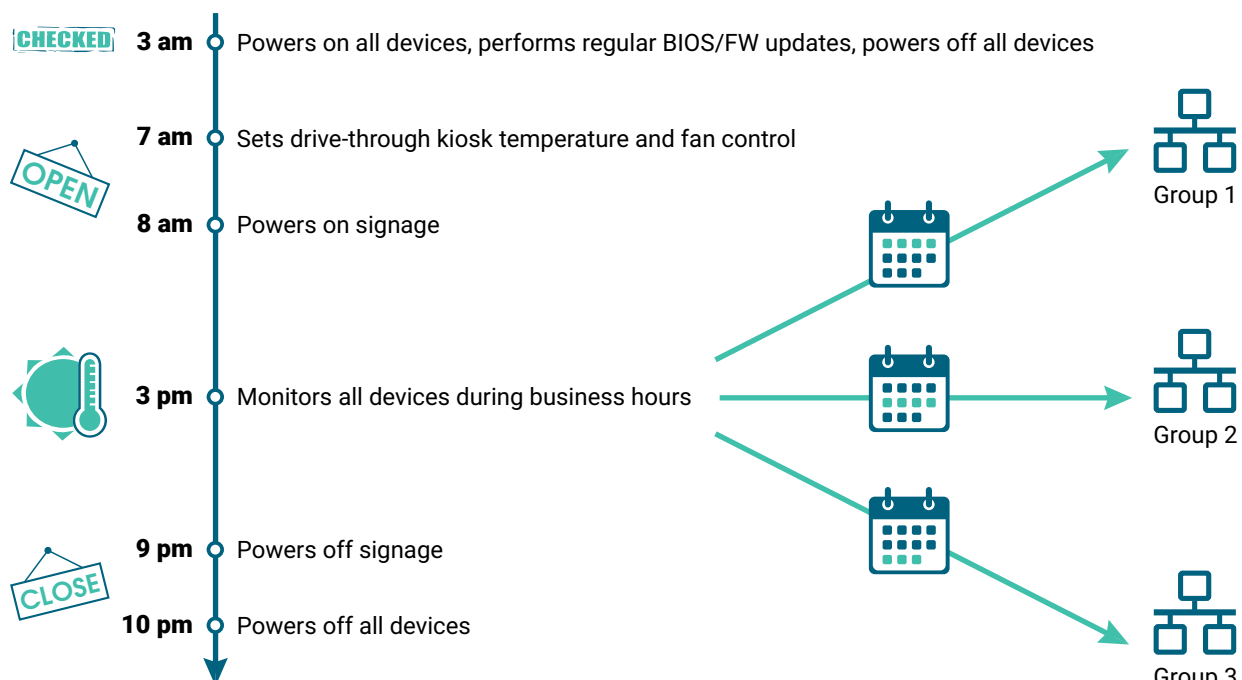 CHECKED
3 am Powers on all devices, performs regular BIOS/FW updates, powers off all devices
7 am Sets drive-through kiosk temperature and fan control
OPEN
8 am Powers on signage
Group 1
3 pm Monitors all devices during business hours
Group 2
9 pm Powers off signage
CLOSE
10 pm Powers off all devices
Group 3